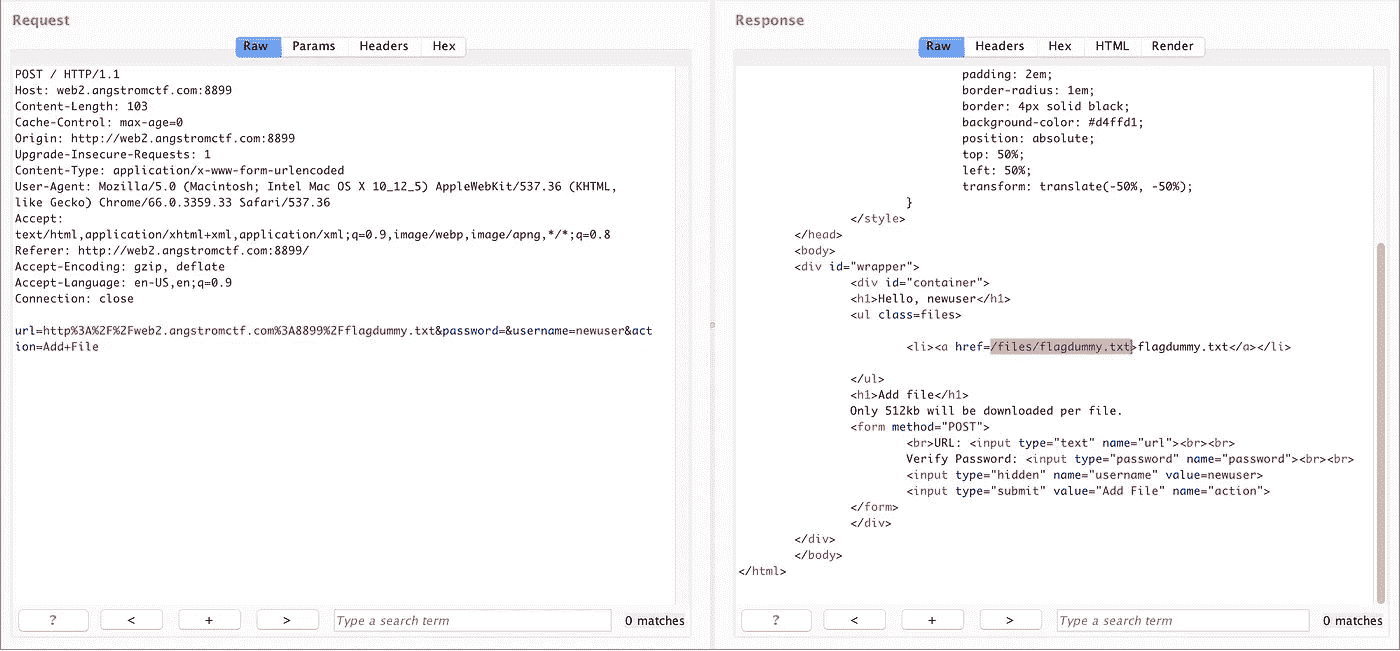 Request
Raw Params Headers Hex
POST / HTTP/1.1
Host: web2.angstromctf.com:8899
Content-Length: 103
Cache-Control: max-age=0
Origin: http://web2.angstromctf.com:8899
Upgrade-Insecure-Requests: 1
Content-Type: application/x-www-form-urlencoded
User-Agent: Mozilla/5.0 (Macintosh; Intel Mac OS X 10_12_5) AppleWebKit/537.36 (KHTML,
like Gecko) Chrome/66.0.3359.33 Safari/537.36
Accept:
text/html,application/xhtml+xml,application/xml;q=0.9,image/webp,image/apng,*/*;q=0.8
Referer: http://web2.angstromctf.com:8899/
Accept-Encoding: gzip, deflate
Accept-Language: en-US,en;q=0.9
Connection: close
url=http%3A%2F%2Fweb2.angstromctf.com%3A8899%2Fflagdummy.txt&password=&username=newuser&act
ion=Add+File
? < + > Type a search term 0 matches
Response
Raw Headers Hex HTML Render
padding: 2em;
border-radius: 1em;
border: 4px solid black;
background-color: #d4ffd1;
position: absolute;
top: 50%;
left: 50%;
transform: translate(-50%, -50%);
}
</style>
</head>
<body>
<div id="wrapper">
<div id="container">
<h1>Hello, newuser</h1>
<ul class=files>
<li><a href=/files/flagdummy.txt>flagdummy.txt</a></li>
</ul>
<h1>Add file</h1>
Only 512kb will be downloaded per file.
<form method="POST">
<br>URL: <input type="text" name="url"><br><br>
Verify Password: <input type="password" name="password"><br><br>
<input type="hidden" name="username" value=newuser>
<input type="submit" value="Add File" name="action">
</form>
</div>
</div>
</body>
</html>
? < + > Type a search term 0 matches